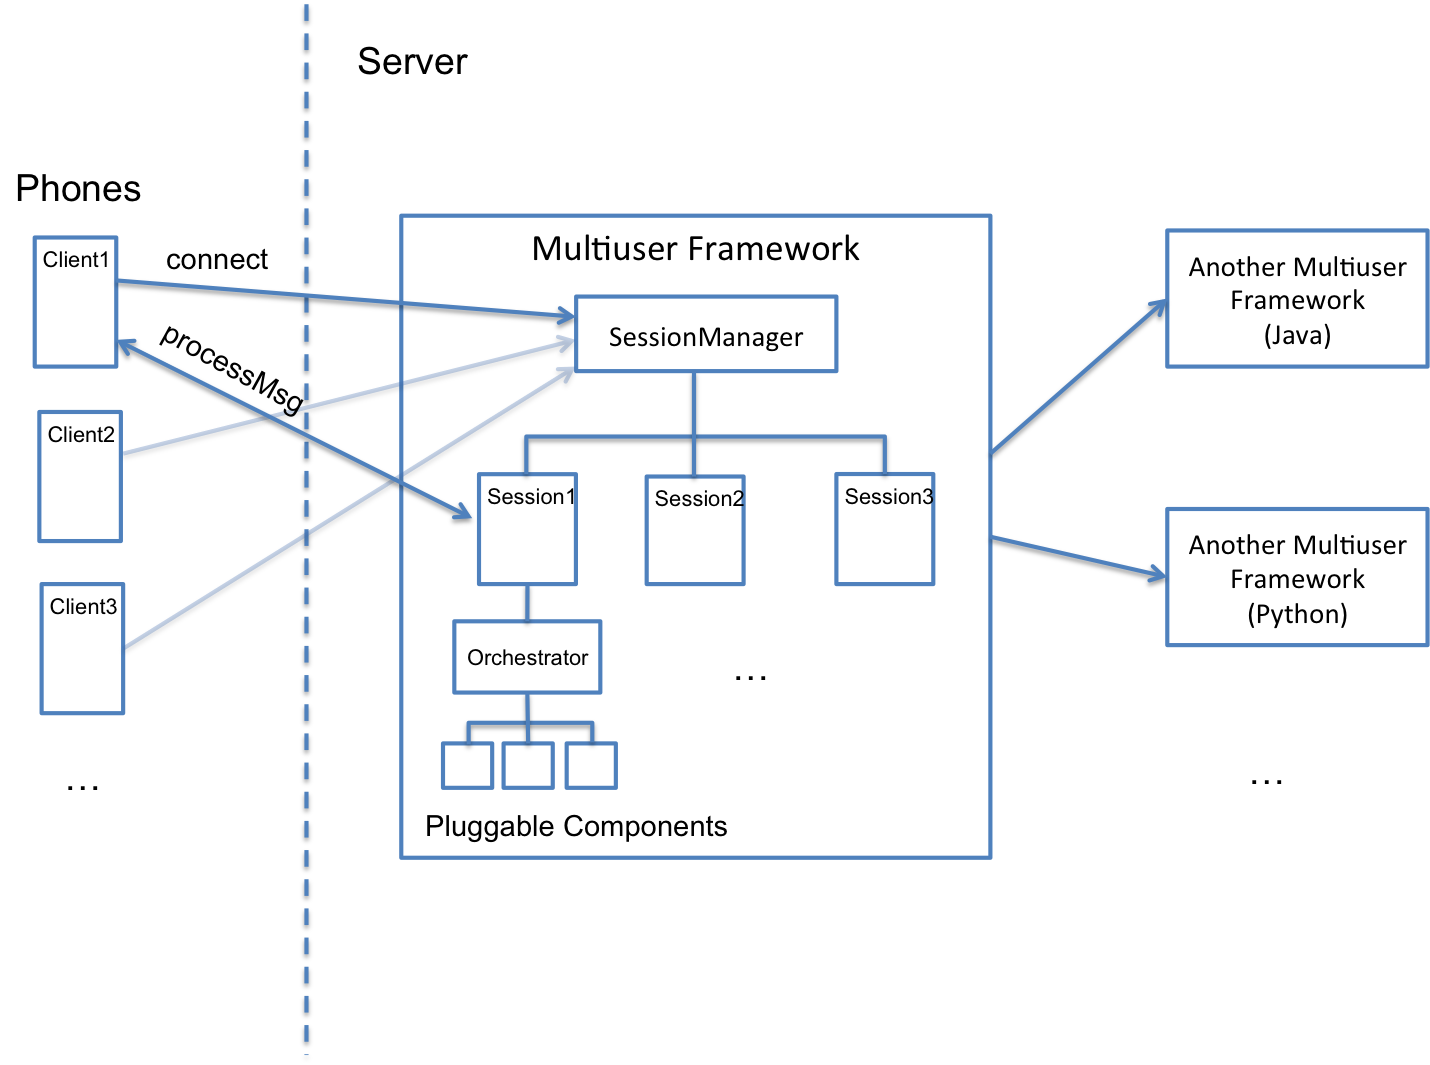 Server
Phones
Client1
connect
processMsg
Client2
Client3
...
Multiuser Framework
SessionManager
Session1
Session2
Session3
Orchestrator
...
Pluggable Components
Another Multiuser
Framework
(Java)
Another Multiuser
Framework
(Python)
...